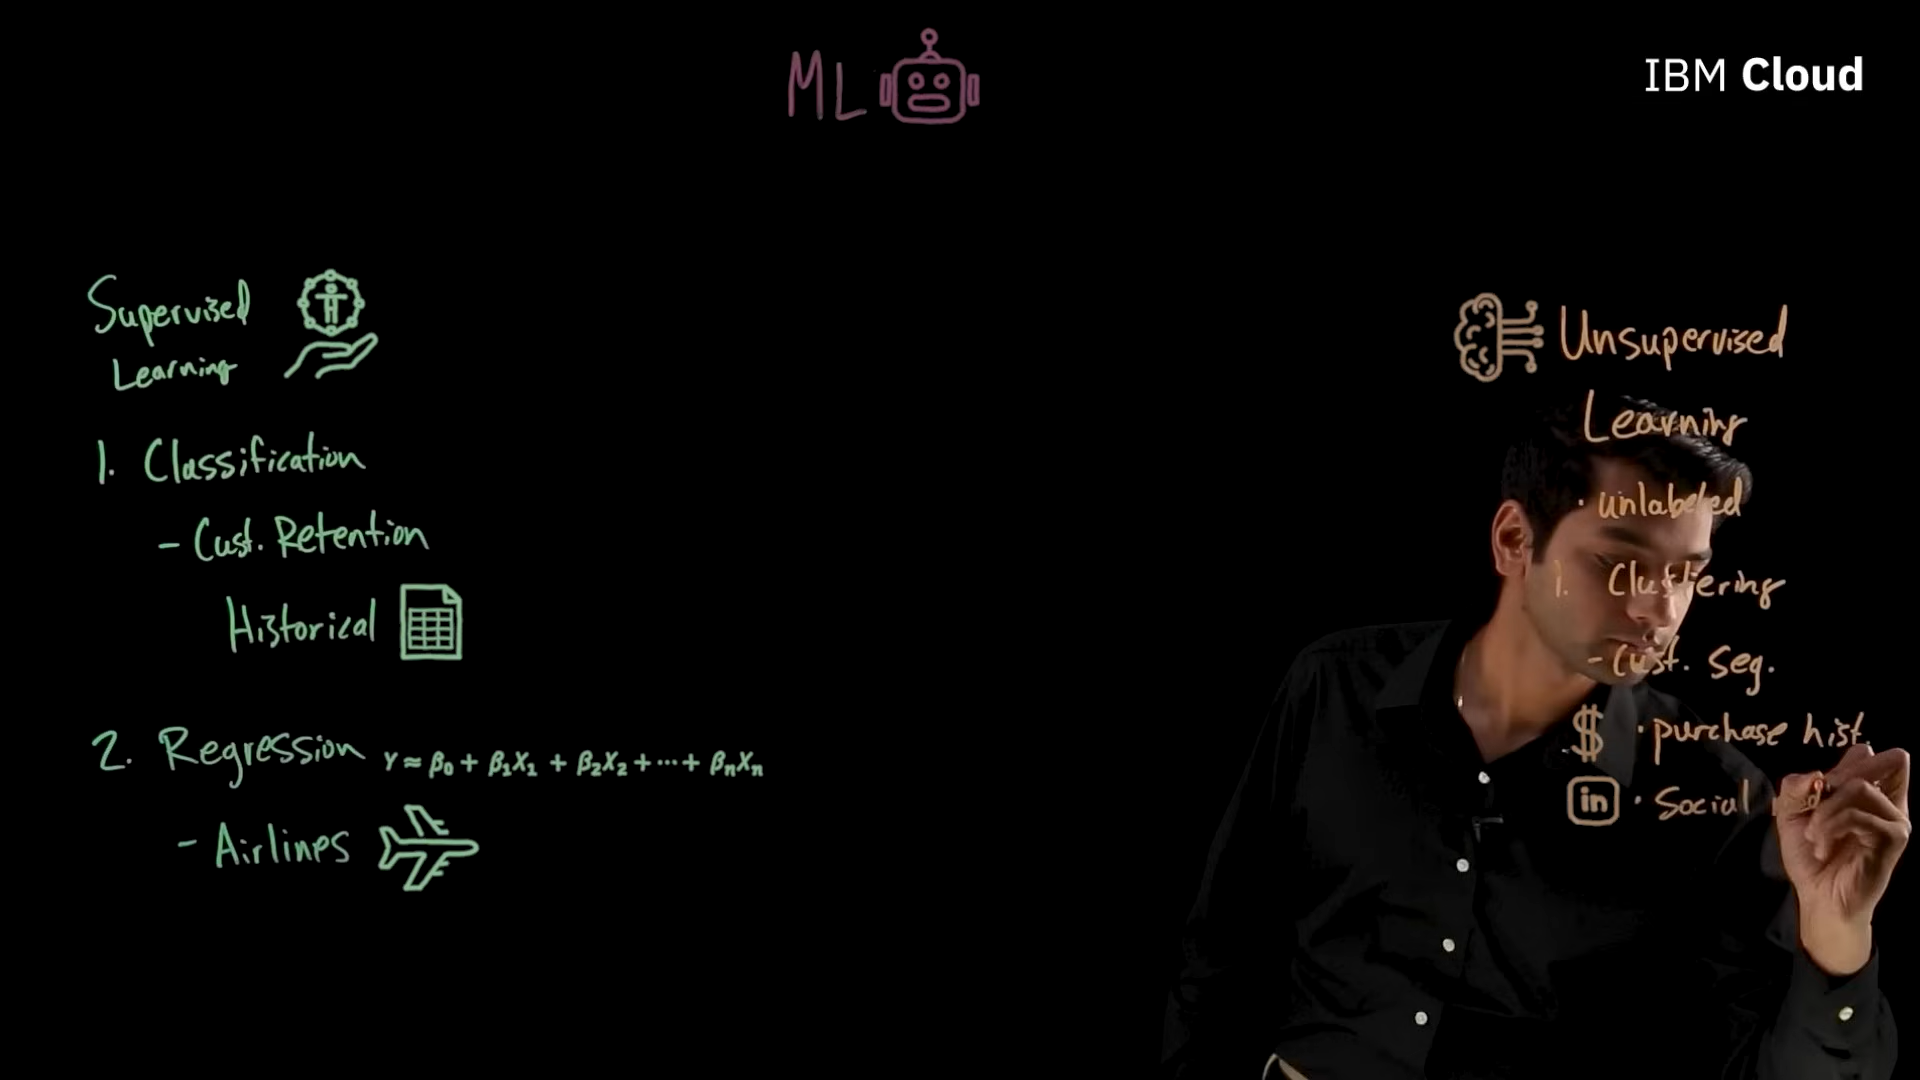 ML
IBM Cloud
Supervised
Learning
1. Classification
- Cust. Retention
Historical
2. Regression Y ≈ β₀ + β₁X₁ + β₂X₂ + ··· + βₙXₙ
- Airlines
Unsupervised
Learning
· unlabeled
1. Clustering
- Cust. Seg.
$ · purchase hist.
in · Social